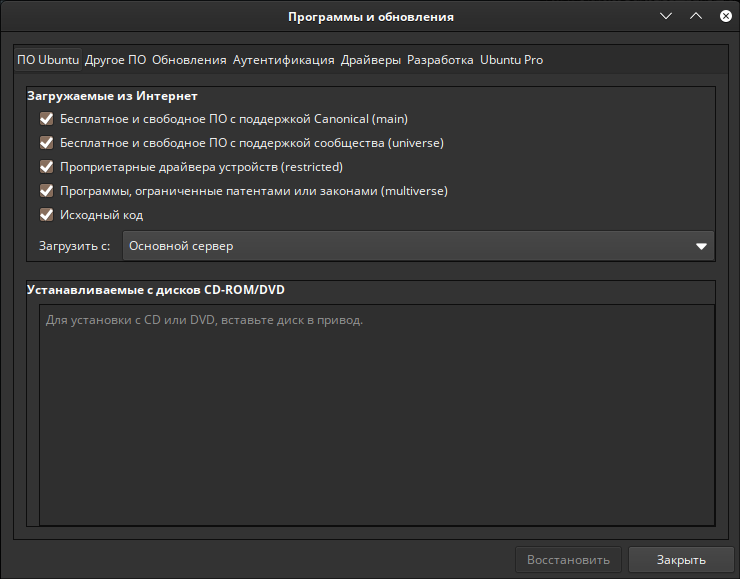 Программы и обновления
ПО Ubuntu Другое ПО Обновления Аутентификация Драйверы Разработка Ubuntu Pro
Загружаемые из Интернет
Бесплатное и свободное ПО с поддержкой Canonical (main)
Бесплатное и свободное ПО с поддержкой сообщества (universe)
Проприетарные драйвера устройств (restricted)
Программы, ограниченные патентами или законами (multiverse)
Исходный код
Загрузить с: Основной сервер
Устанавливаемые с дисков CD-ROM/DVD
Для установки с CD или DVD, вставьте диск в привод.
Восстановить Закрыть